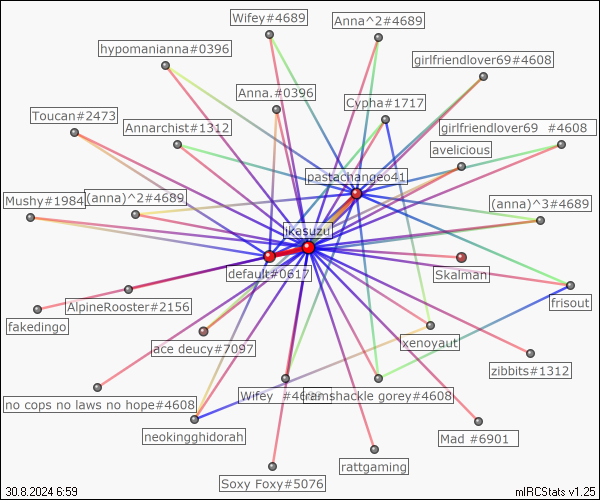 Wifey#4689
Anna^2#4689
hypomanianna#0396
girlfriendlover69#4608
Anna.#0396
Cypha#1717
Toucan#2473
Annarchist#1312
girlfriendlover69 #4608
avelicious
pastachangeo41
Mushy#1984
(anna)^2#4689
(anna)^3#4689
ikasuzu
default#0617
Skalman
AlpineRooster#2156
frisout
fakedingo
ace deucy#7097
xenoyaut
zibbits#1312
no cops no laws no hope#4608
Wifey #4689
ramshackle gorey#4608
neokingghidorah
Mad #6901
rattgaming
Soxy Foxy#5076
30.8.2024 6:59
mIRCStats v1.25